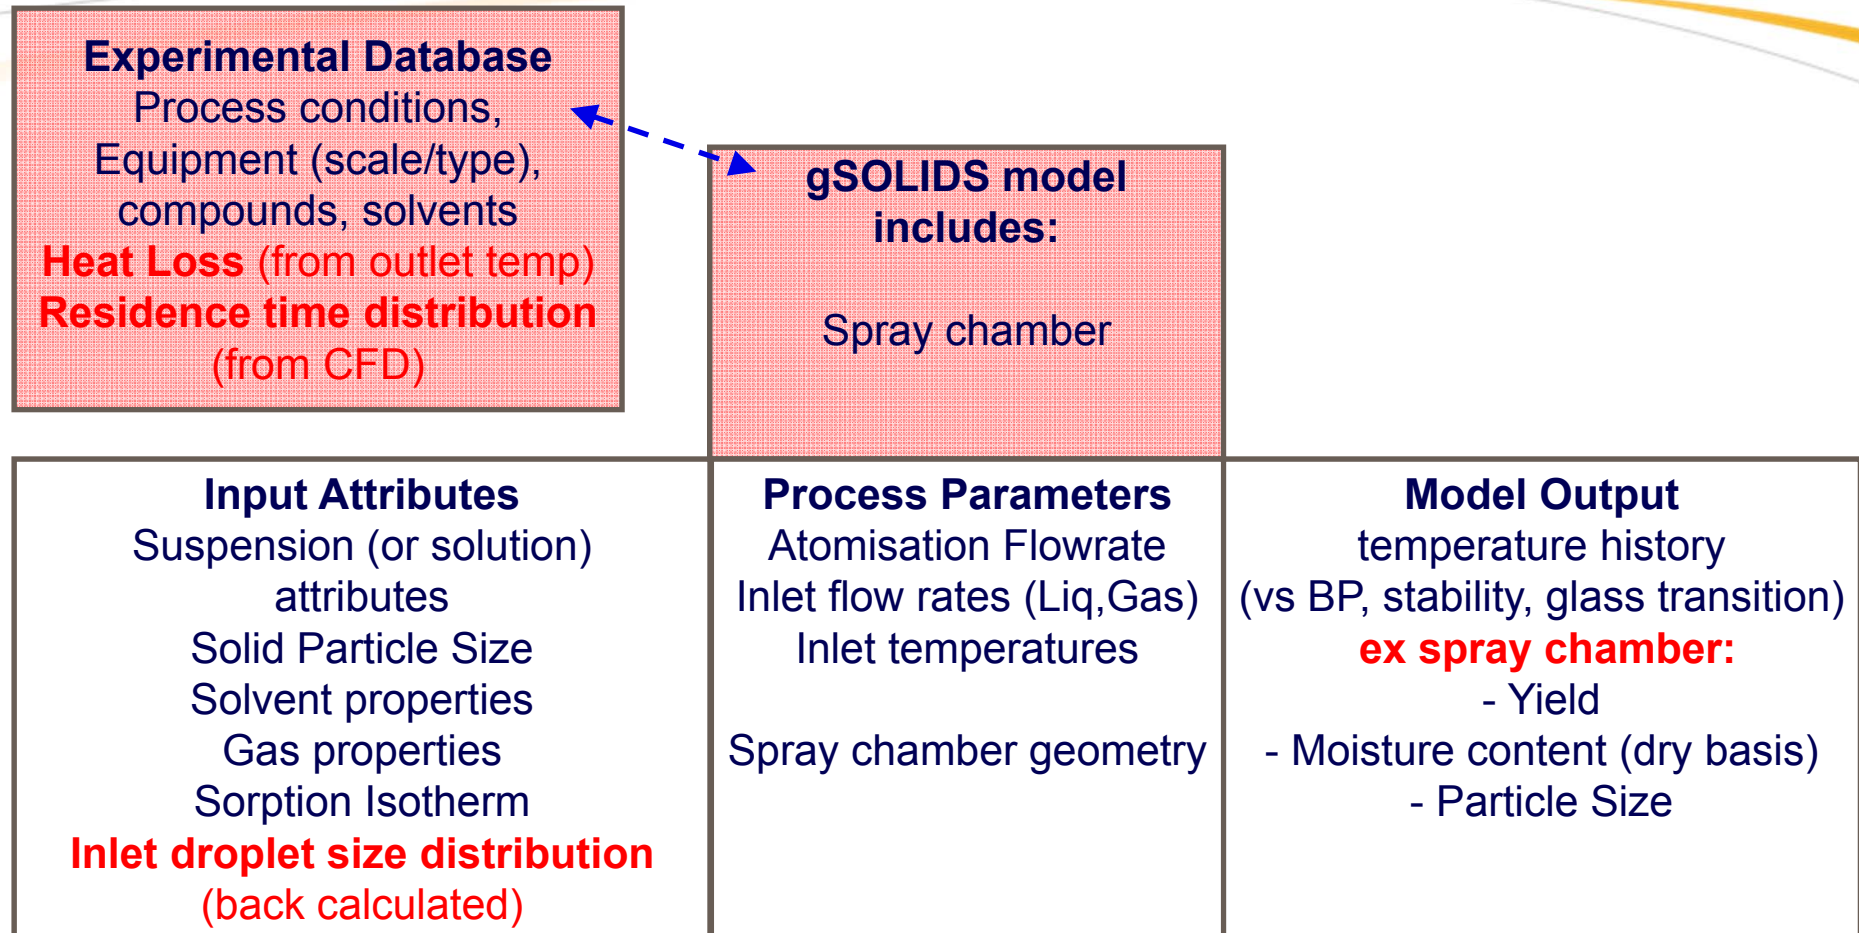 Experimental Database
Process conditions,
Equipment (scale/type),
compounds, solvents
Heat Loss (from outlet temp)
Residence time distribution
(from CFD)
gSOLIDS model
includes:
Spray chamber
Input Attributes
Suspension (or solution)
attributes
Solid Particle Size
Solvent properties
Gas properties
Sorption Isotherm
Inlet droplet size distribution
(back calculated)
Process Parameters
Atomisation Flowrate
Inlet flow rates (Liq,Gas)
Inlet temperatures
Spray chamber geometry
Model Output
temperature history
(vs BP, stability, glass transition)
ex spray chamber:
- Yield
- Moisture content (dry basis)
- Particle Size